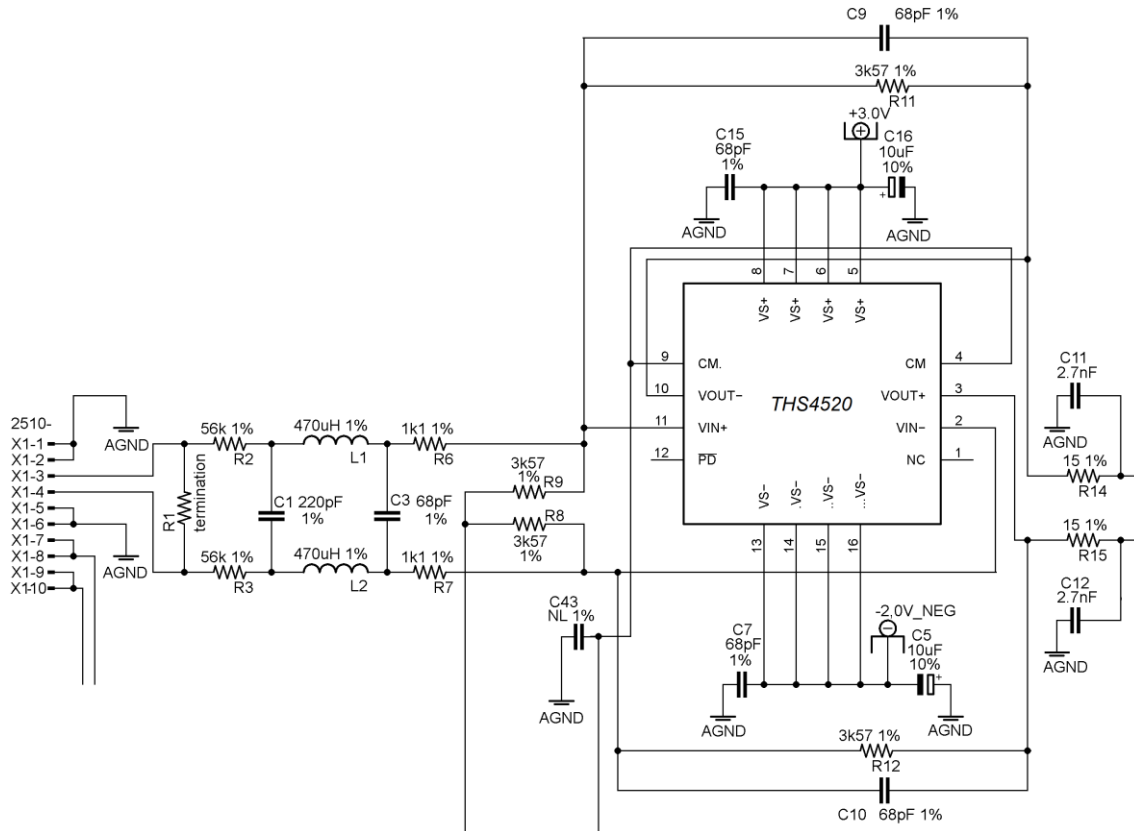 C9
68pF 1%
3k57 1%
R11
+3.0V
C15
68pF
1%
C16
10uF
10%
+
AGND
AGND
8
7
6
5
VS+
VS+
VS+
VS+
9
CM.
CM
4
10
VOUT−
VOUT+
3
THS4520
11
VIN+
VIN−
2
12
PD
NC
1
VS−
.VS−
..VS−
...VS−
13
14
15
16
C11
2.7nF
AGND
15 1%
R14
15 1%
R15
C12
2.7nF
AGND
2510-
X1-1
X1-2
X1-3
X1-4
X1-5
X1-6
X1-7
X1-8
X1-9
X1-10
AGND
AGND
R1
termination
56k 1%
R2
470uH 1%
L1
1k1 1%
R6
C1 220pF
1%
C3 68pF
1%
56k 1%
R3
470uH 1%
L2
1k1 1%
R7
3k57
1%
R9
R8
3k57
1%
C43
NL 1%
AGND
C7
68pF
1%
AGND
-2,0V_NEG
C5
10uF
10%
+
AGND
3k57 1%
R12
C10 68pF 1%